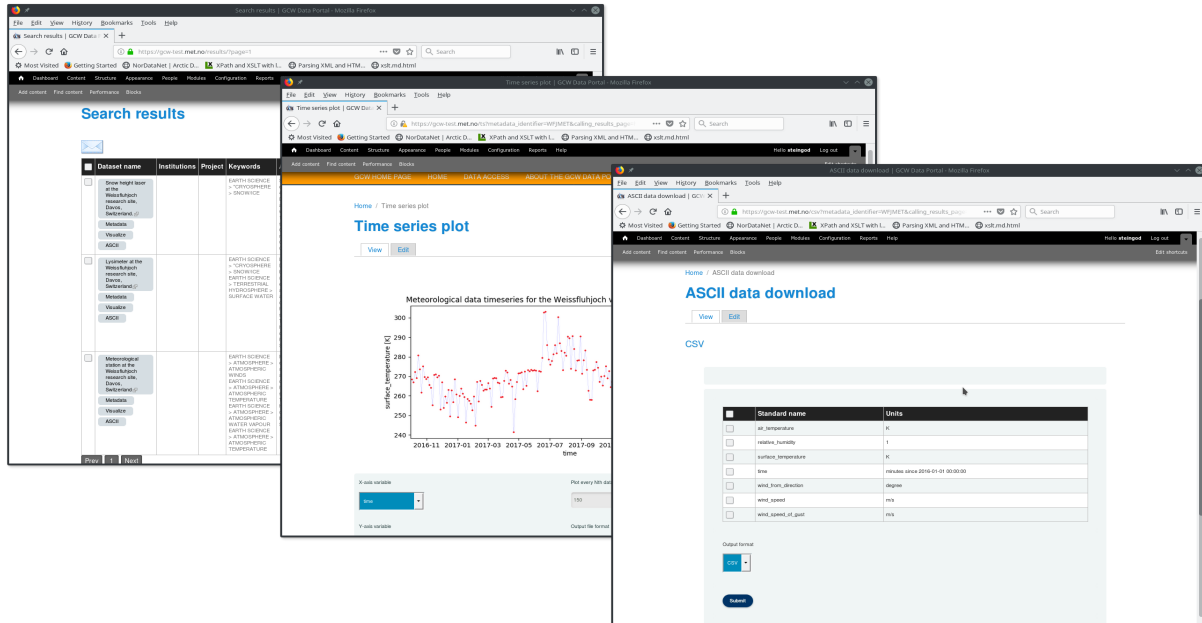 Search results | GCW Data Portal - Mozilla Firefox
File Edit View History Bookmarks Tools Help
Search results | GCW Data
https://gcw-test.met.no/results/?page=1
Search
Most Visited Getting Started NorDataNet | Arctic D... XPath and XSLT with l... Parsing XML and HTM... xslt.md.html
Dashboard Content Structure Appearance People Modules Configuration Reports
Add content Find content Performance Blocks
Search results
Dataset name Institutions Project Keywords
Snow height laser
at the
Weissfluhjoch
research site,
Davos,
Switzerland.
Metadata
Visualize
ASCII
EARTH SCIENCE
> "CRYOSPHERE
> SNOW/ICE
Lysimeter at the
Weissfluhjoch
research site,
Davos,
Switzerland
Metadata
Visualize
ASCII
EARTH SCIENCE
> "CRYOSPHERE
> SNOW/ICE
EARTH SCIENCE
> TERRESTRIAL
HYDROSPHERE >
SURFACE WATER
Meteorological
station at the
Weissfluhjoch
research site,
Davos,
Switzerland
Metadata
Visualize
ASCII
EARTH SCIENCE
> ATMOSPHERE >
ATMOSPHERIC
WINDS
EARTH SCIENCE
> ATMOSPHERE >
ATMOSPHERIC
TEMPERATURE
EARTH SCIENCE
> ATMOSPHERE >
ATMOSPHERIC
WATER VAPOUR
EARTH SCIENCE
> ATMOSPHERE >
ATMOSPHERIC
TEMPERATURE
Prev 1 Next
Time series plot | GCW Data Portal - Mozilla Firefox
File Edit View History Bookmarks Tools Help
Time series plot | GCW Da
https://gcw-test.met.no/ts?metadata_identifier=WFJMET&calling_results_page
Search
Most Visited Getting Started NorDataNet | Arctic D... XPath and XSLT with l... Parsing XML and HTM... xslt.md.html
Dashboard Content Structure Appearance People Modules Configuration Reports Help
Hello steingod Log out
Add content Find content Performance Blocks
Edit shortcuts
GCW HOME PAGE HOME DATA ACCESS ABOUT THE GCW DATA PO
Home / Time series plot
Time series plot
View Edit
Meteorological data timeseries for the Weissfluhjoch
surface_temperature [K]
300
290
280
270
260
250
240
2016-11 2017-01 2017-03 2017-05 2017-07 2017-09 201
time
X-axis variable
Plot every Nth dat
time
150
Y-axis variable
Output file format
ASCII data download | GCW Data Portal - Mozilla Firefox
File Edit View History Bookmarks Tools Help
ASCII data download | GCW
https://gcw-test.met.no/csv?metadata_identifier=WFJMET&calling_results_pag
Search
Most Visited Getting Started NorDataNet | Arctic D... XPath and XSLT with l... Parsing XML and HTM... xslt.md.html
Dashboard Content Structure Appearance People Modules Configuration Reports Help
Hello steingod Log out
Add content Find content Performance Blocks
Edit shortcuts
Home / ASCII data download
ASCII data download
View Edit
CSV
Standard name Units
air_temperature K
relative_humidity 1
surface_temperature K
time minutes since 2016-01-01 00:00:00
wind_from_direction degree
wind_speed m/s
wind_speed_of_gust m/s
Output format
CSV
Submit